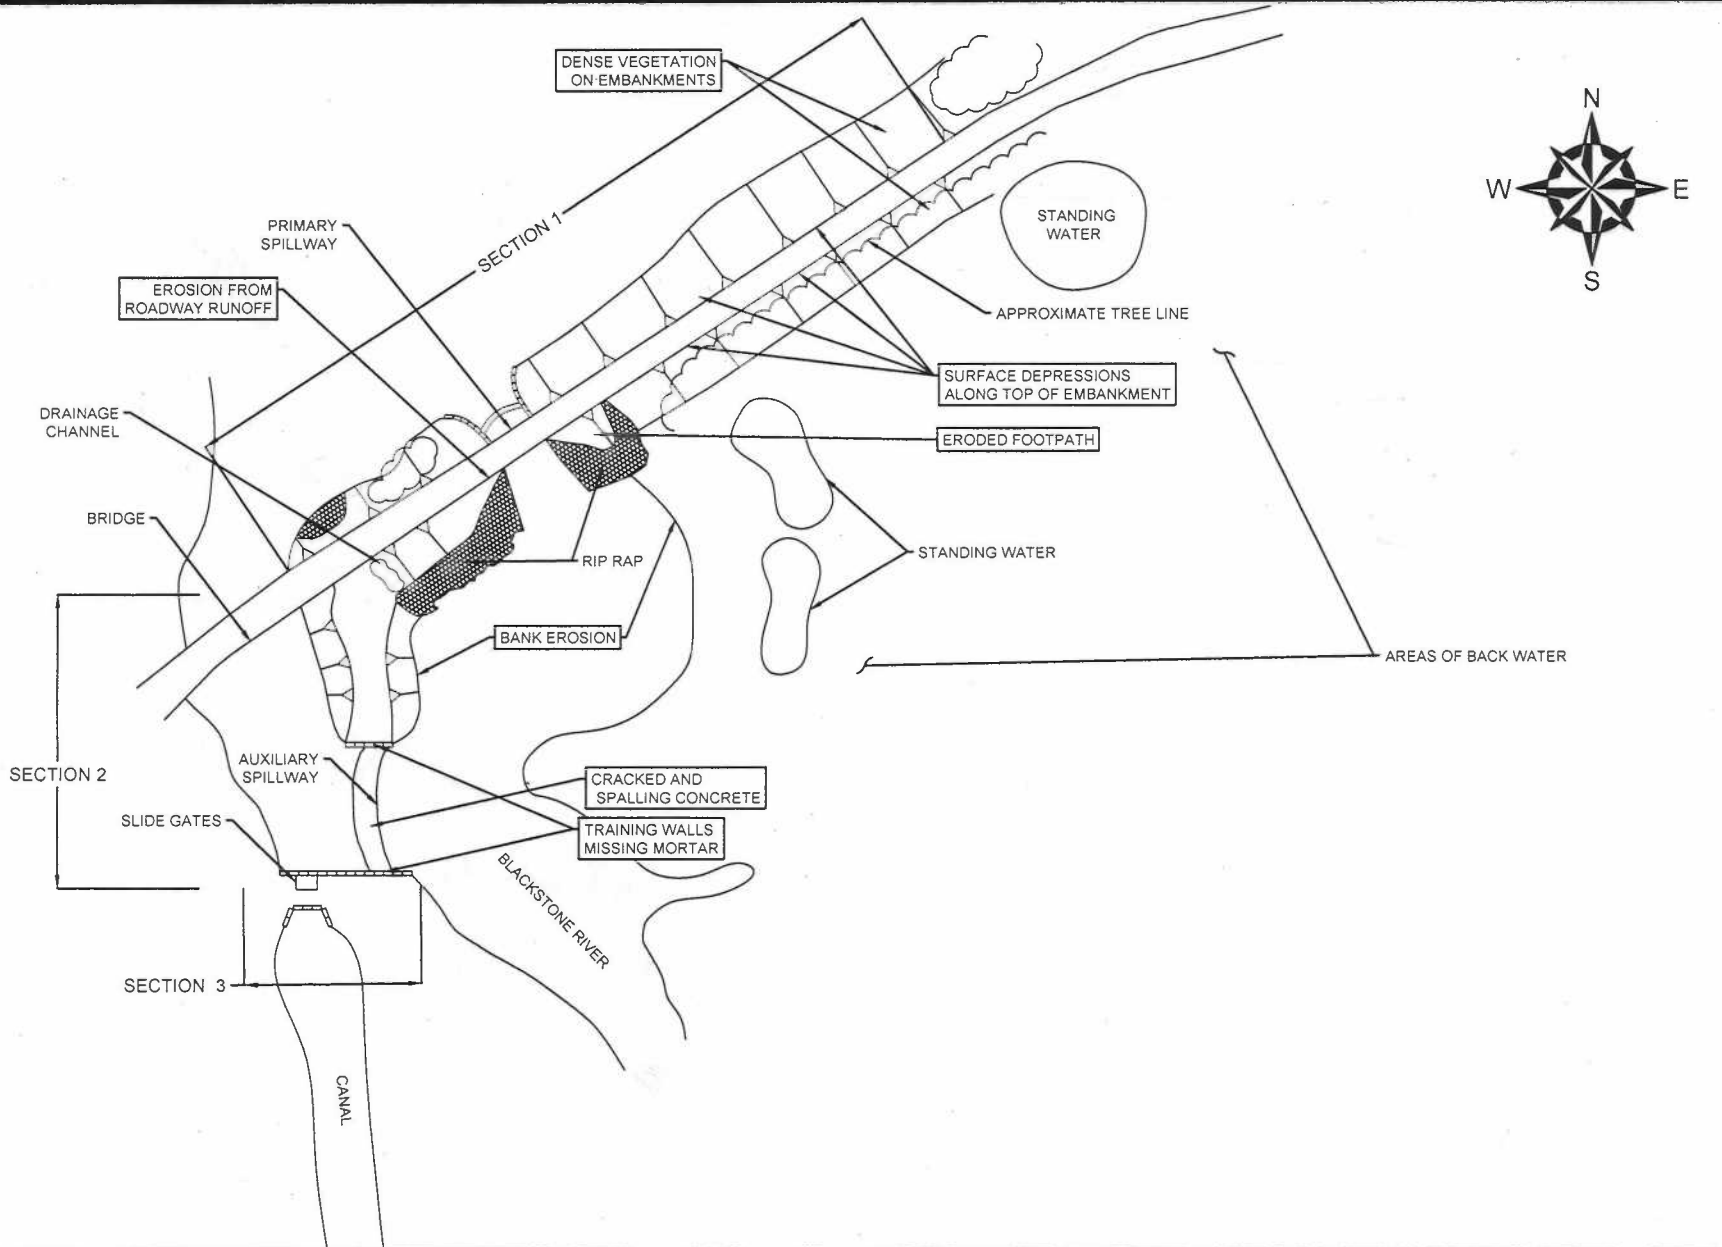 DENSE VEGETATION
ON EMBANKMENTS
N
W
E
S
STANDING
WATER
PRIMARY
SPILLWAY
SECTION 1
EROSION FROM
ROADWAY RUNOFF
APPROXIMATE TREE LINE
SURFACE DEPRESSIONS
ALONG TOP OF EMBANKMENT
DRAINAGE
CHANNEL
ERODED FOOTPATH
BRIDGE
RIP RAP
STANDING WATER
BANK EROSION
AREAS OF BACK WATER
SECTION 2
AUXILIARY
SPILLWAY
CRACKED AND
SPALLING CONCRETE
SLIDE GATES
TRAINING WALLS
MISSING MORTAR
BLACKSTONE RIVER
SECTION 3
CANAL